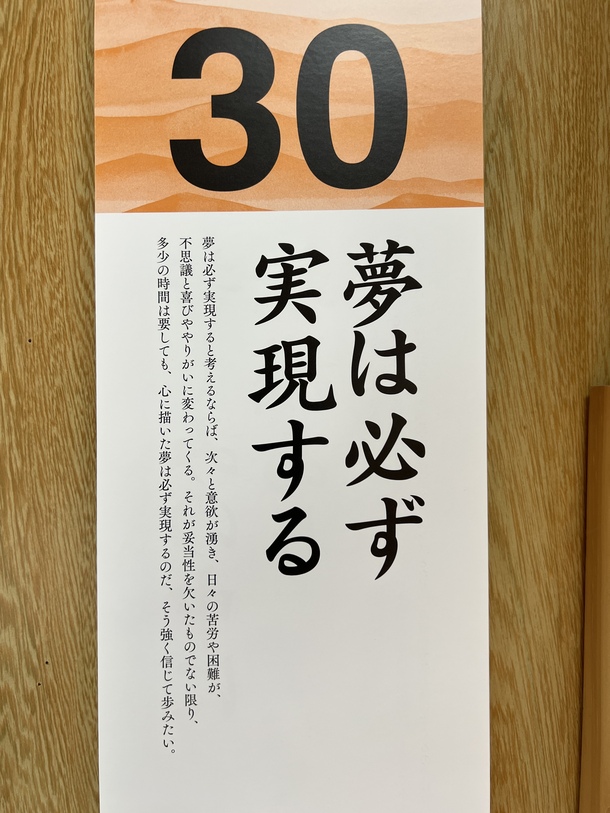 30
夢は必ず
実現する
夢は必ず実現すると考えるならば、次々と意欲が湧き、日々の苦労や困難が、
不思議と喜びややりがいに変わってくる。それが妥当性を欠いたものでない限り、
多少の時間は要しても、心に描いた夢は必ず実現するのだ、そう強く信じて歩みたい。